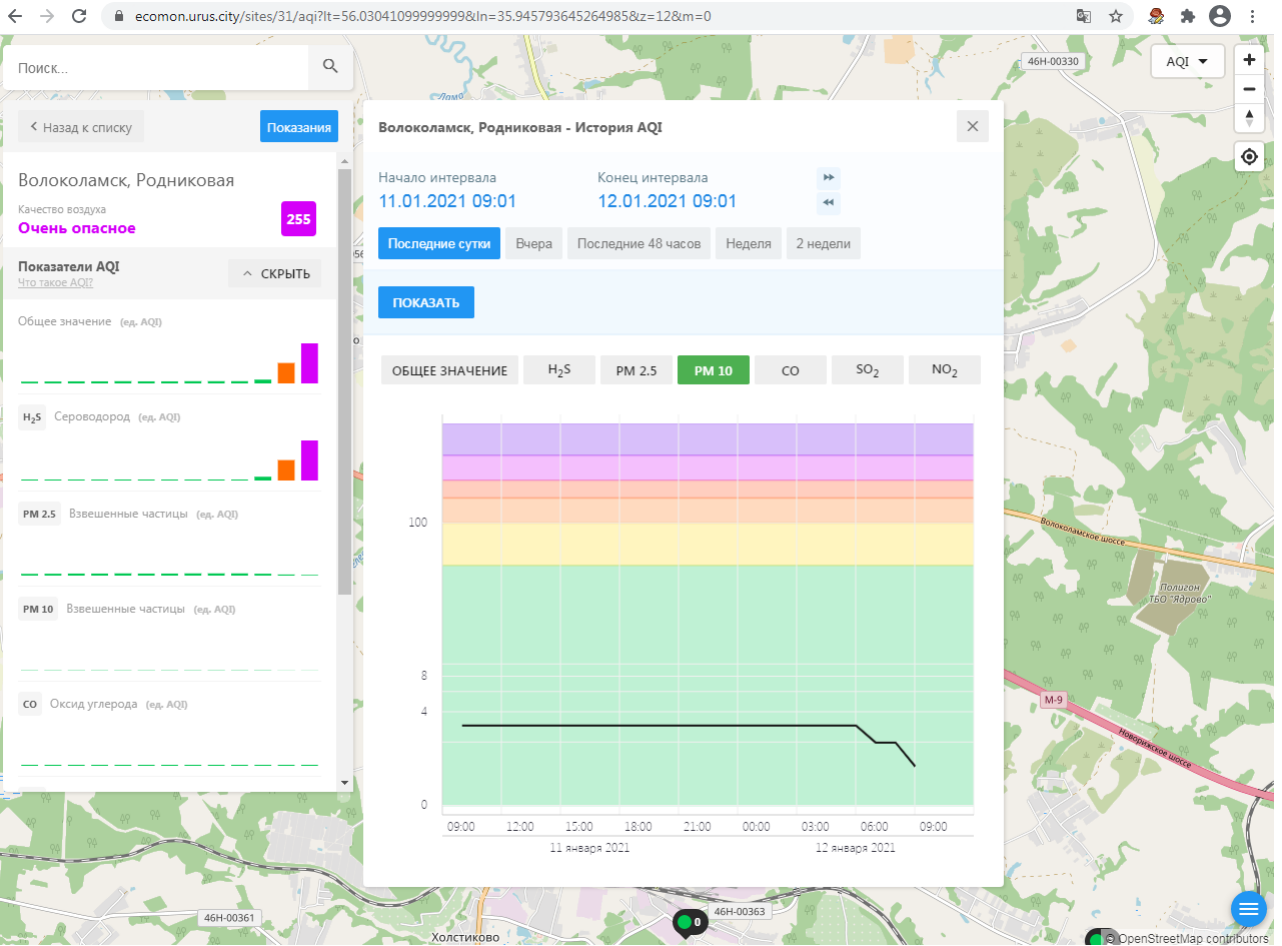 ecomon.urus.city/sites/31/aqi?lt=56.03041099999999&ln=35.945793645264985&z=12&m=0
Поиск...
46Н-00330
AQI
Назад к списку
Показания
Волоколамск, Родниковая
Качество воздуха
Очень опасное
255
Показатели AQI
Что такое AQI?
СКРЫТЬ
Общее значение (ед. AQI)
H2S Сероводород (ед. AQI)
PM 2.5 Взвешенные частицы (ед. AQI)
PM 10 Взвешенные частицы (ед. AQI)
CO Оксид углерода (ед. AQI)
Волоколамск, Родниковая - История AQI
Начало интервала
Конец интервала
11.01.2021 09:01
12.01.2021 09:01
Последние сутки
Вчера
Последние 48 часов
Неделя
2 недели
ПОКАЗАТЬ
ОБЩЕЕ ЗНАЧЕНИЕ
H2S
PM 2.5
PM 10
CO
SO2
NO2
100
8
4
0
09:00 12:00 15:00 18:00 21:00 00:00 03:00 06:00 09:00
11 января 2021
12 января 2021
Лама
Волоколамское шоссе
Полигон
ТБО "Ядрово"
М-9
Новорижское шоссе
46Н-00361
46Н-00363
0
Холстиково
© OpenStreetMap contributors